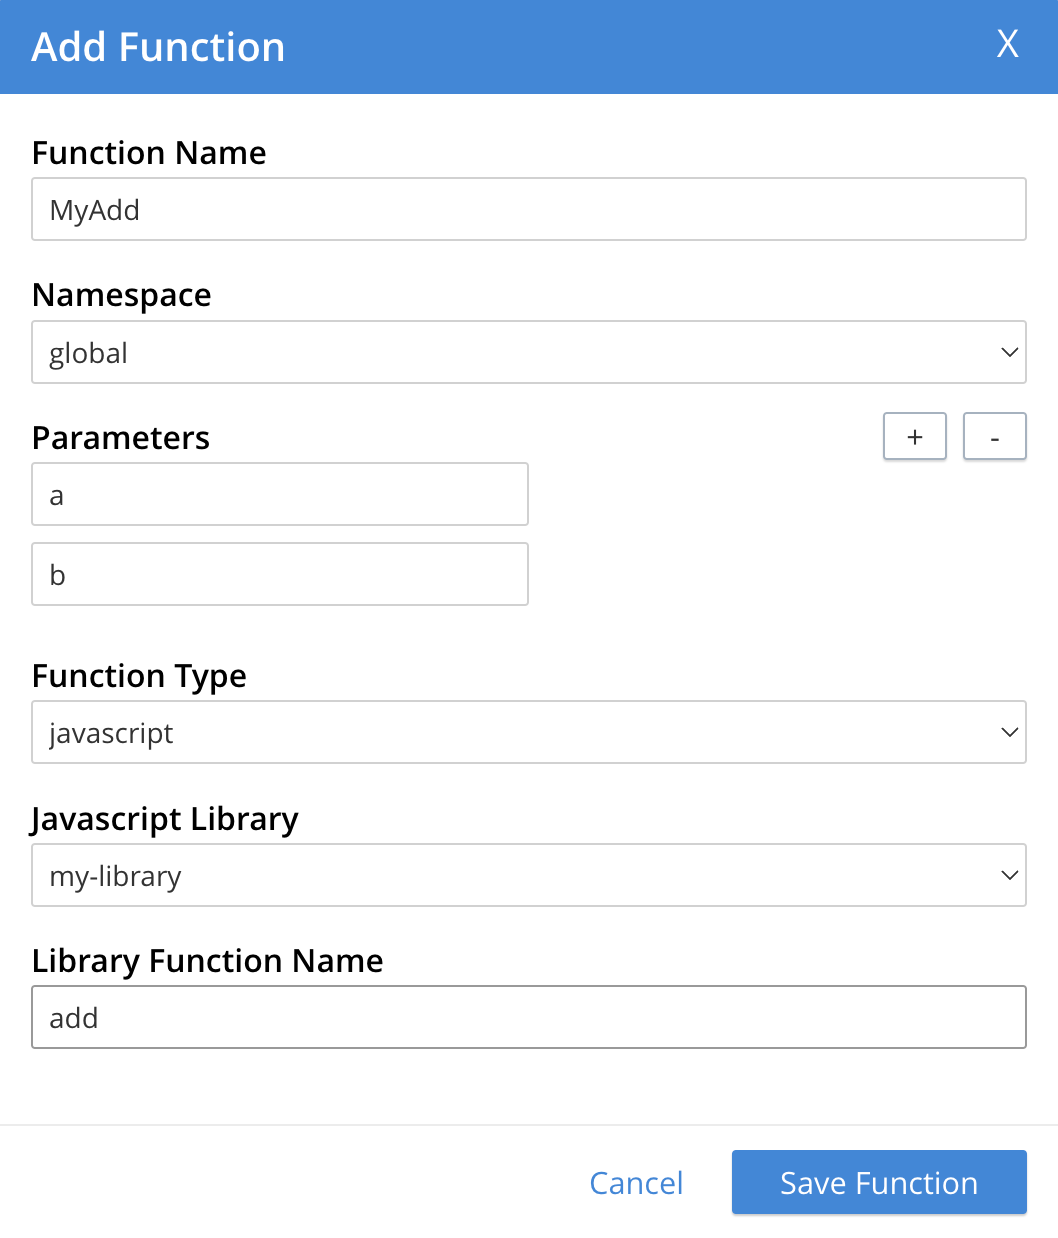 Add Function
X
Function Name
MyAdd
Namespace
global
Parameters
+ -
a
b
Function Type
javascript
Javascript Library
my-library
Library Function Name
add
Cancel Save Function